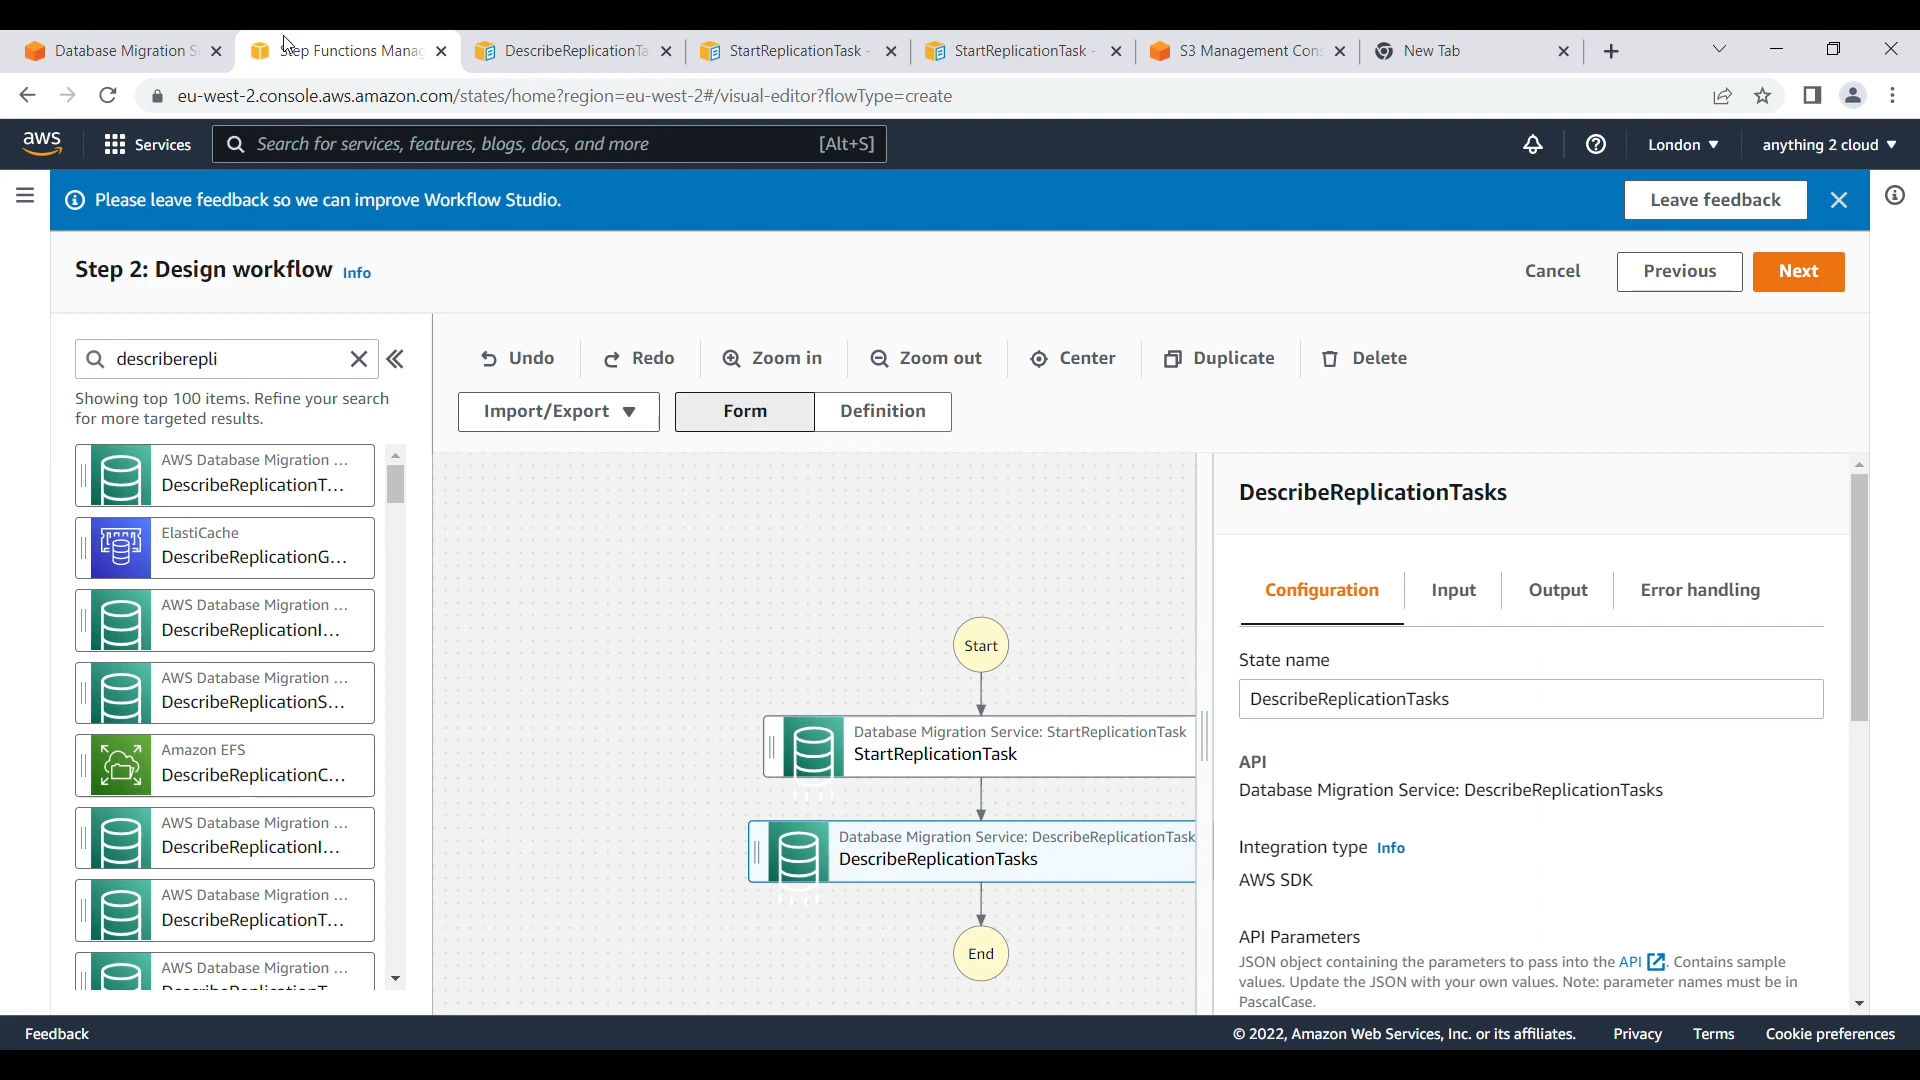 Database Migration S
Step Functions Manag
DescribeReplicationTa
StartReplicationTask -
StartReplicationTask -
S3 Management Cons
New Tab
eu-west-2.console.aws.amazon.com/states/home?region=eu-west-2#/visual-editor?flowType=create
aws
Services
Search for services, features, blogs, docs, and more
[Alt+S]
London
anything 2 cloud
Please leave feedback so we can improve Workflow Studio.
Leave feedback
Step 2: Design workflow Info
Cancel
Previous
Next
describerepli
Showing top 100 items. Refine your search
for more targeted results.
Undo
Redo
Zoom in
Zoom out
Center
Duplicate
Delete
Import/Export
Form
Definition
AWS Database Migration ...
DescribeReplicationT...
ElastiCache
DescribeReplicationG...
AWS Database Migration ...
DescribeReplicationI...
AWS Database Migration ...
DescribeReplicationS...
Amazon EFS
DescribeReplicationC...
AWS Database Migration ...
DescribeReplicationI...
AWS Database Migration ...
DescribeReplicationT...
AWS Database Migration ...
DescribeReplicationT...
Start
Database Migration Service: StartReplicationTask
StartReplicationTask
Database Migration Service: DescribeReplicationTask
DescribeReplicationTasks
End
DescribeReplicationTasks
Configuration
Input
Output
Error handling
State name
DescribeReplicationTasks
API
Database Migration Service: DescribeReplicationTasks
Integration type Info
AWS SDK
API Parameters
JSON object containing the parameters to pass into the API. Contains sample
values. Update the JSON with your own values. Note: parameter names must be in
PascalCase.
Feedback
© 2022, Amazon Web Services, Inc. or its affiliates.
Privacy
Terms
Cookie preferences